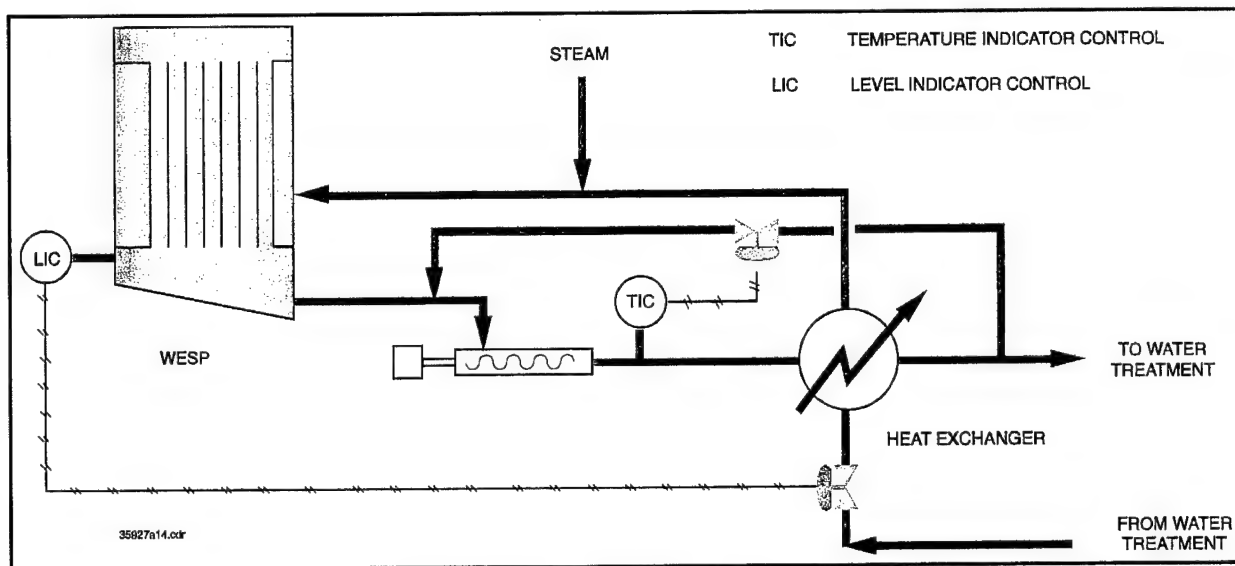 TIC TEMPERATURE INDICATOR CONTROL
STEAM
LIC LEVEL INDICATOR CONTROL
LIC
TIC
WESP
TO WATER
TREATMENT
HEAT EXCHANGER
35927a14.cdr
FROM WATER
TREATMENT